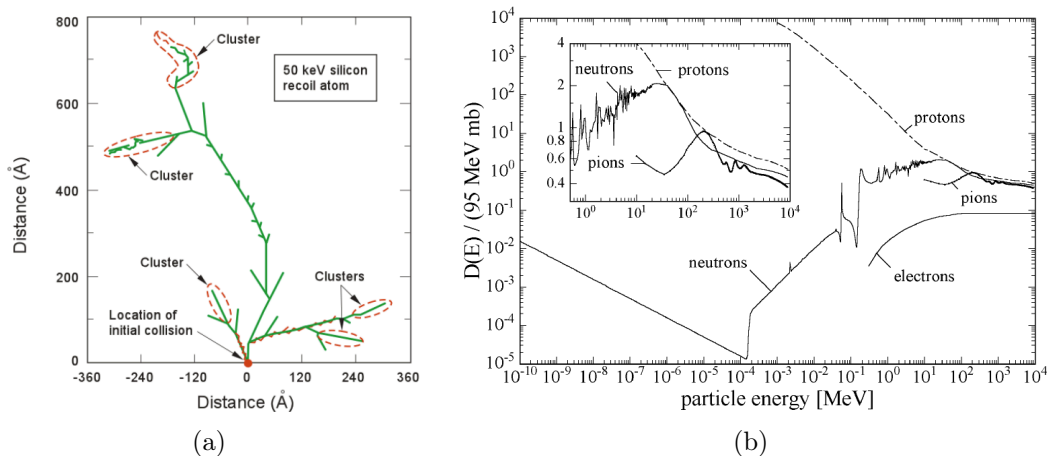 800
600
400
200
0
Distance (Å)
-360 -240 -120 0 120 240 360
Distance (Å)
Cluster
50 keV silicon
recoil atom
Cluster
Cluster
Clusters
Location of
initial collision
(a)
D(E) / (95 MeV mb)
10⁴
10³
10²
10¹
10⁰
10⁻¹
10⁻²
10⁻³
10⁻⁴
10⁻⁵
10⁻¹⁰ 10⁻⁹ 10⁻⁸ 10⁻⁷ 10⁻⁶ 10⁻⁵ 10⁻⁴ 10⁻³ 10⁻² 10⁻¹ 10⁰ 10¹ 10² 10³ 10⁴
particle energy [MeV]
4
2
1
0.8
0.6
0.4
10⁰ 10¹ 10² 10³ 10⁴
neutrons
protons
pions
protons
pions
neutrons
electrons
(b)